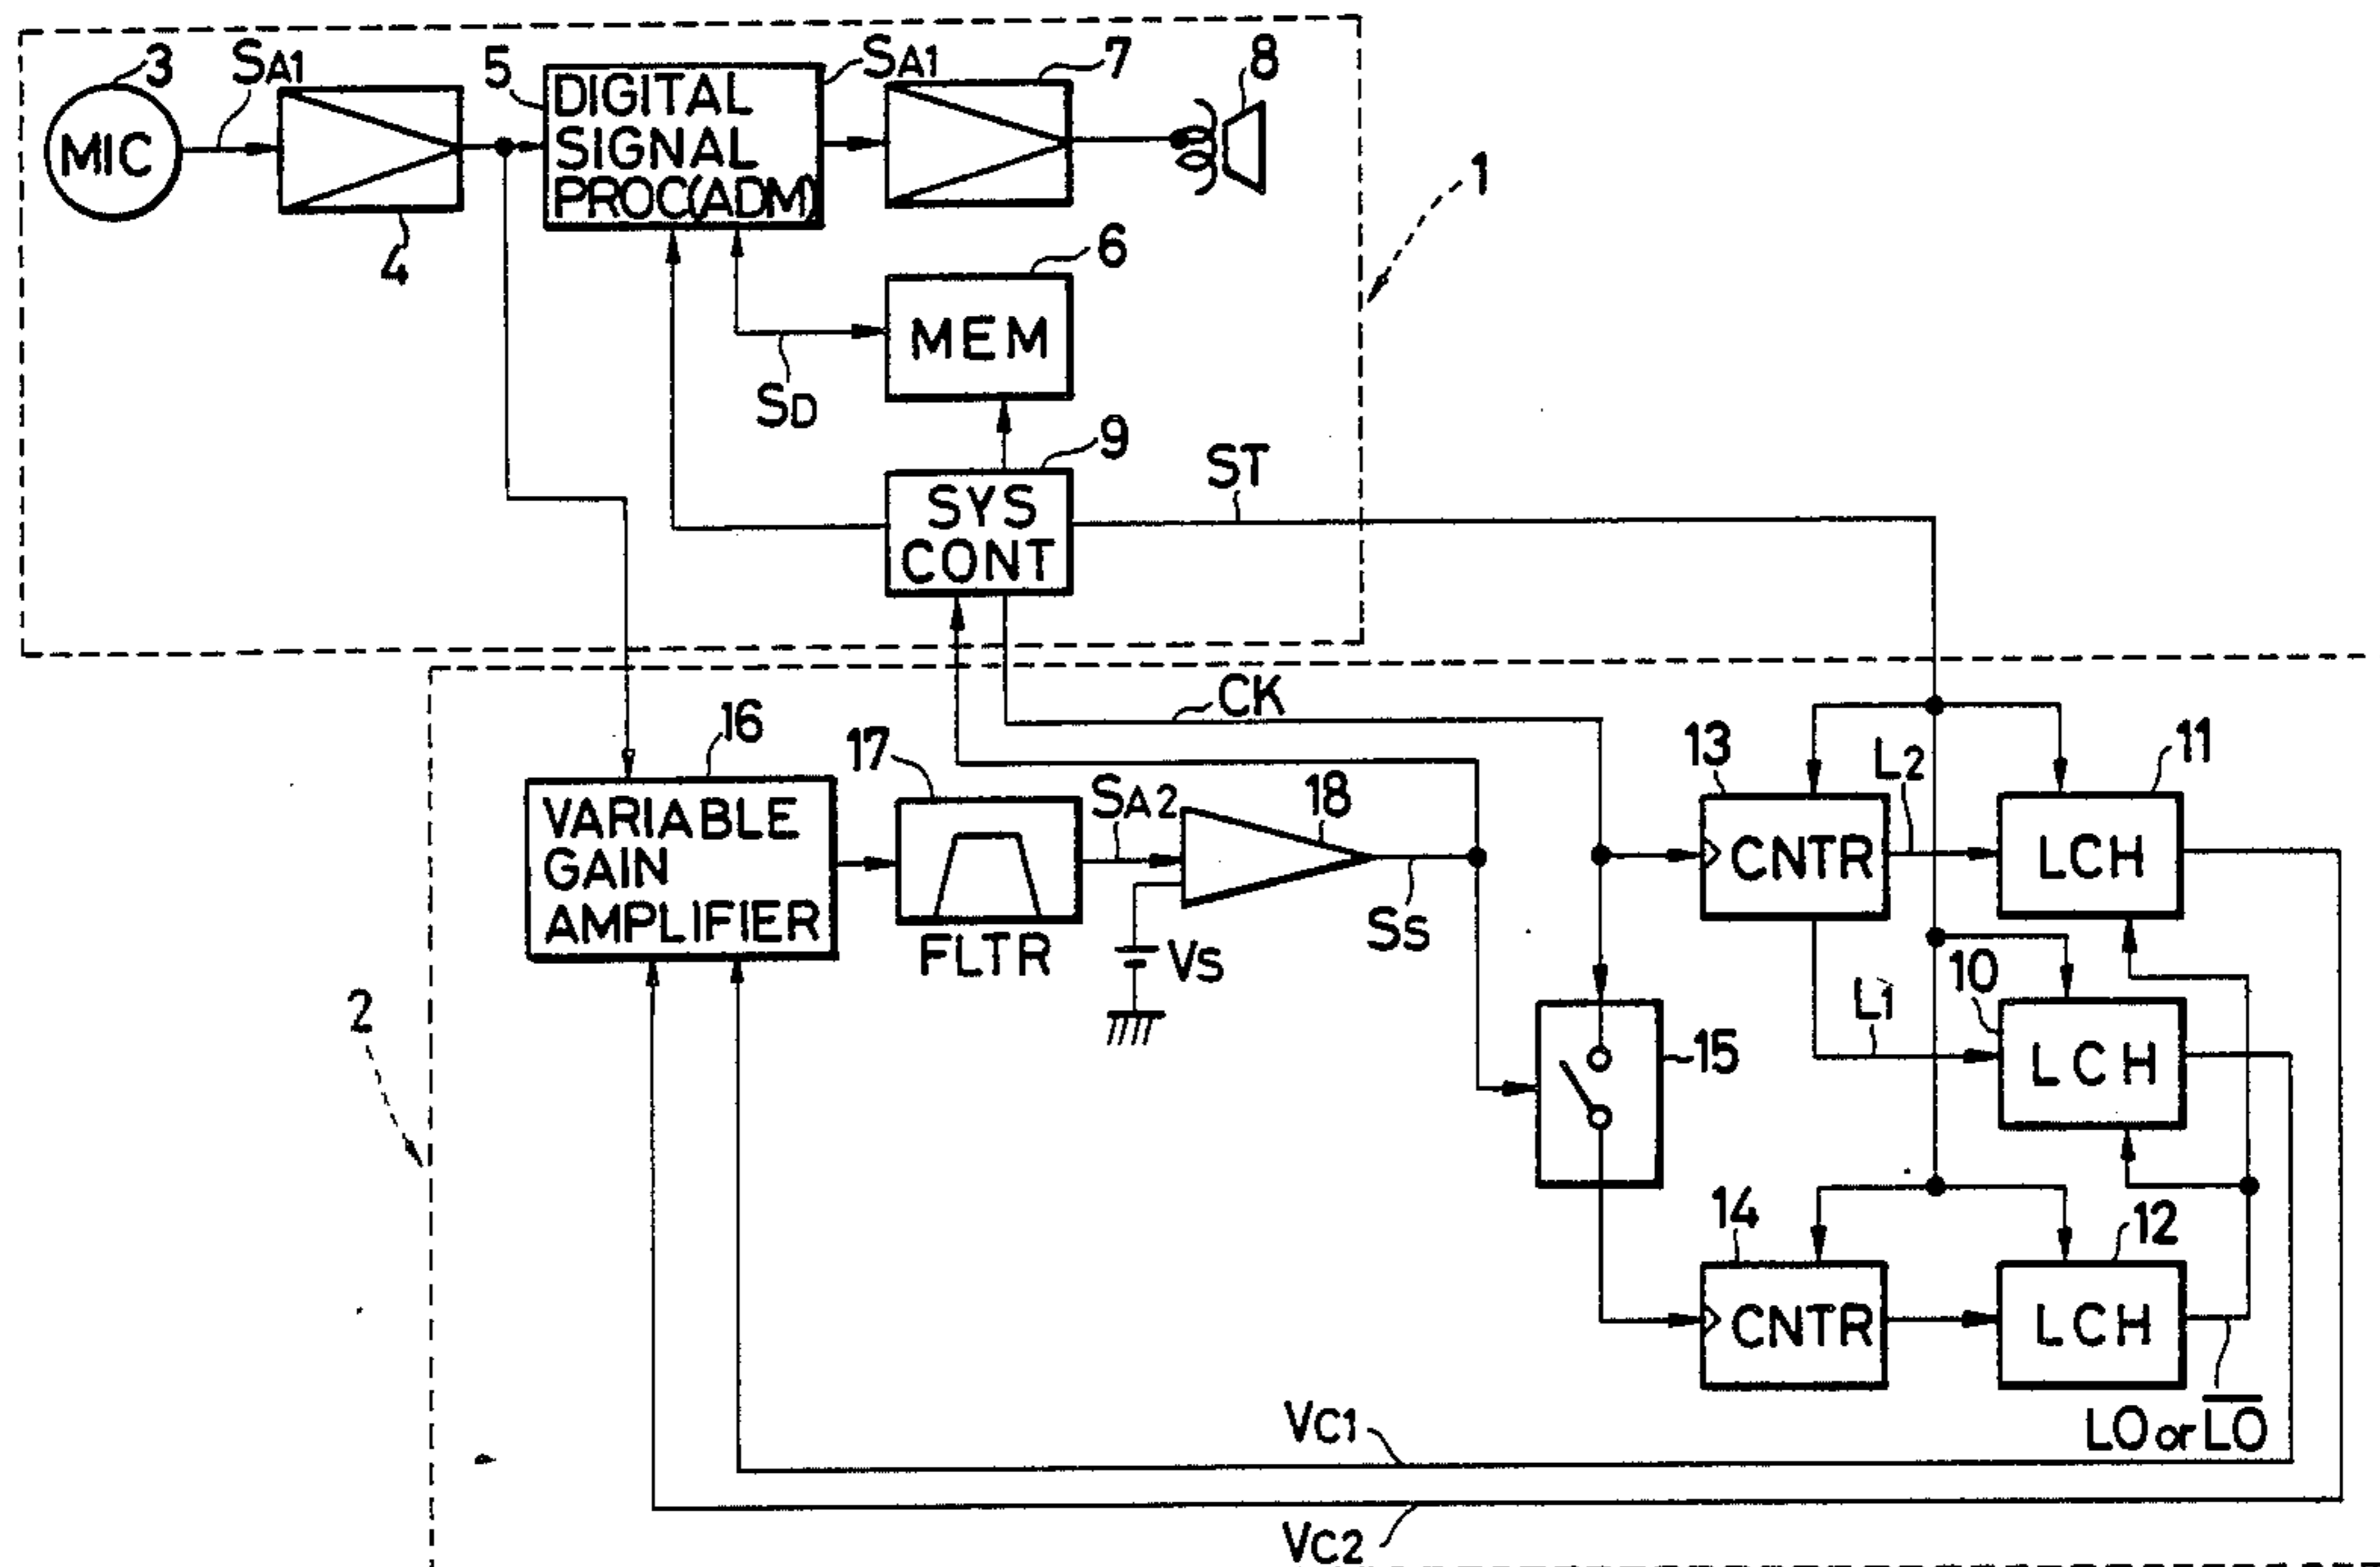 3
SA1
5
SA1
7
8
MIC
DIGITAL
SIGNAL
PROC(ADM)
1
4
6
MEM
SD
9
ST
SYS
CONT
CK
16
17
13
L2
11
SA2
18
VARIABLE
GAIN
AMPLIFIER
CNTR
LCH
SS
FLTR
VS
10
2
L1
15
LCH
14
12
CNTR
LCH
VC1
LO or L̅O̅
VC2